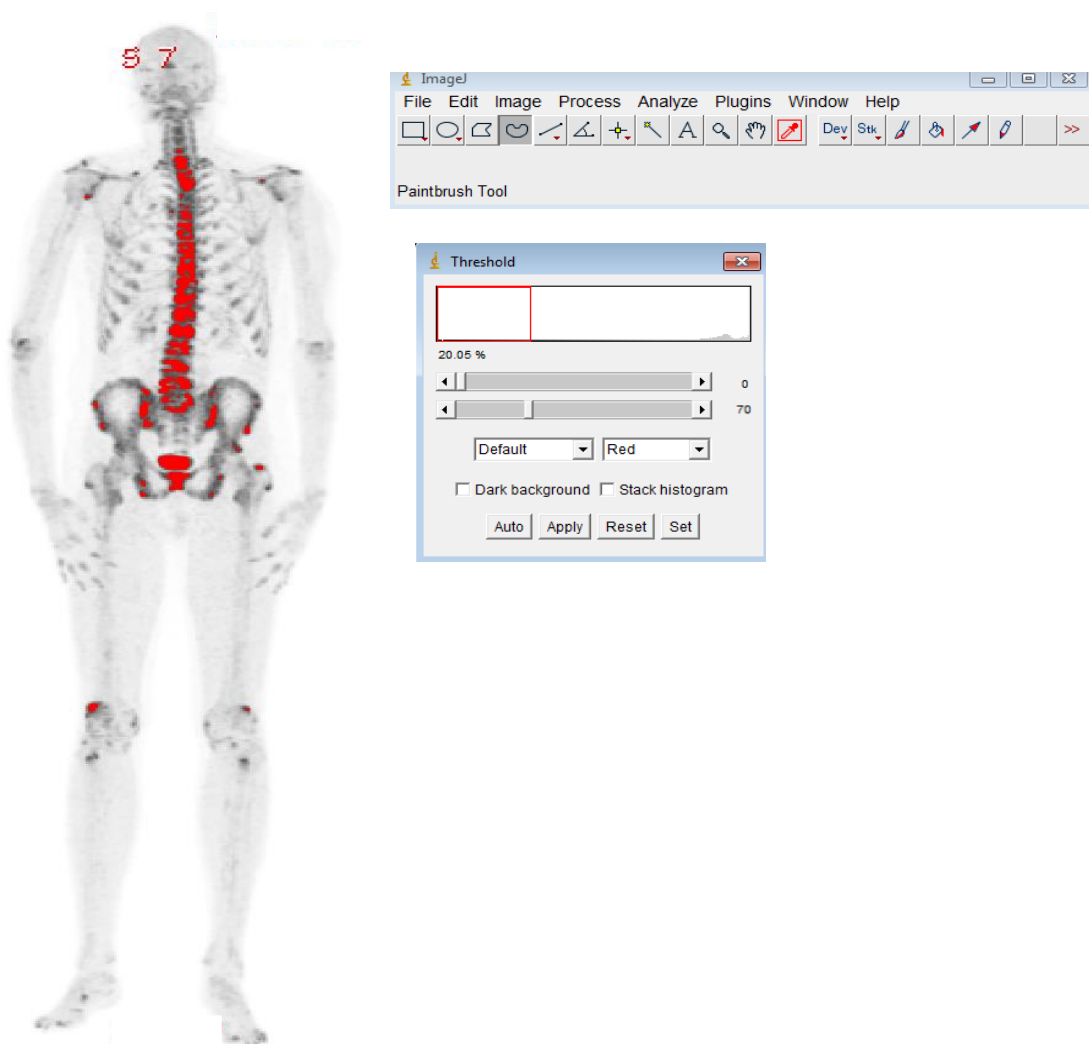 S 7
ImageJ
File Edit Image Process Analyze Plugins Window Help
A Dev Stk >>
Paintbrush Tool
Threshold
20.05 %
0
70
Default Red
Dark background Stack histogram
Auto Apply Reset Set